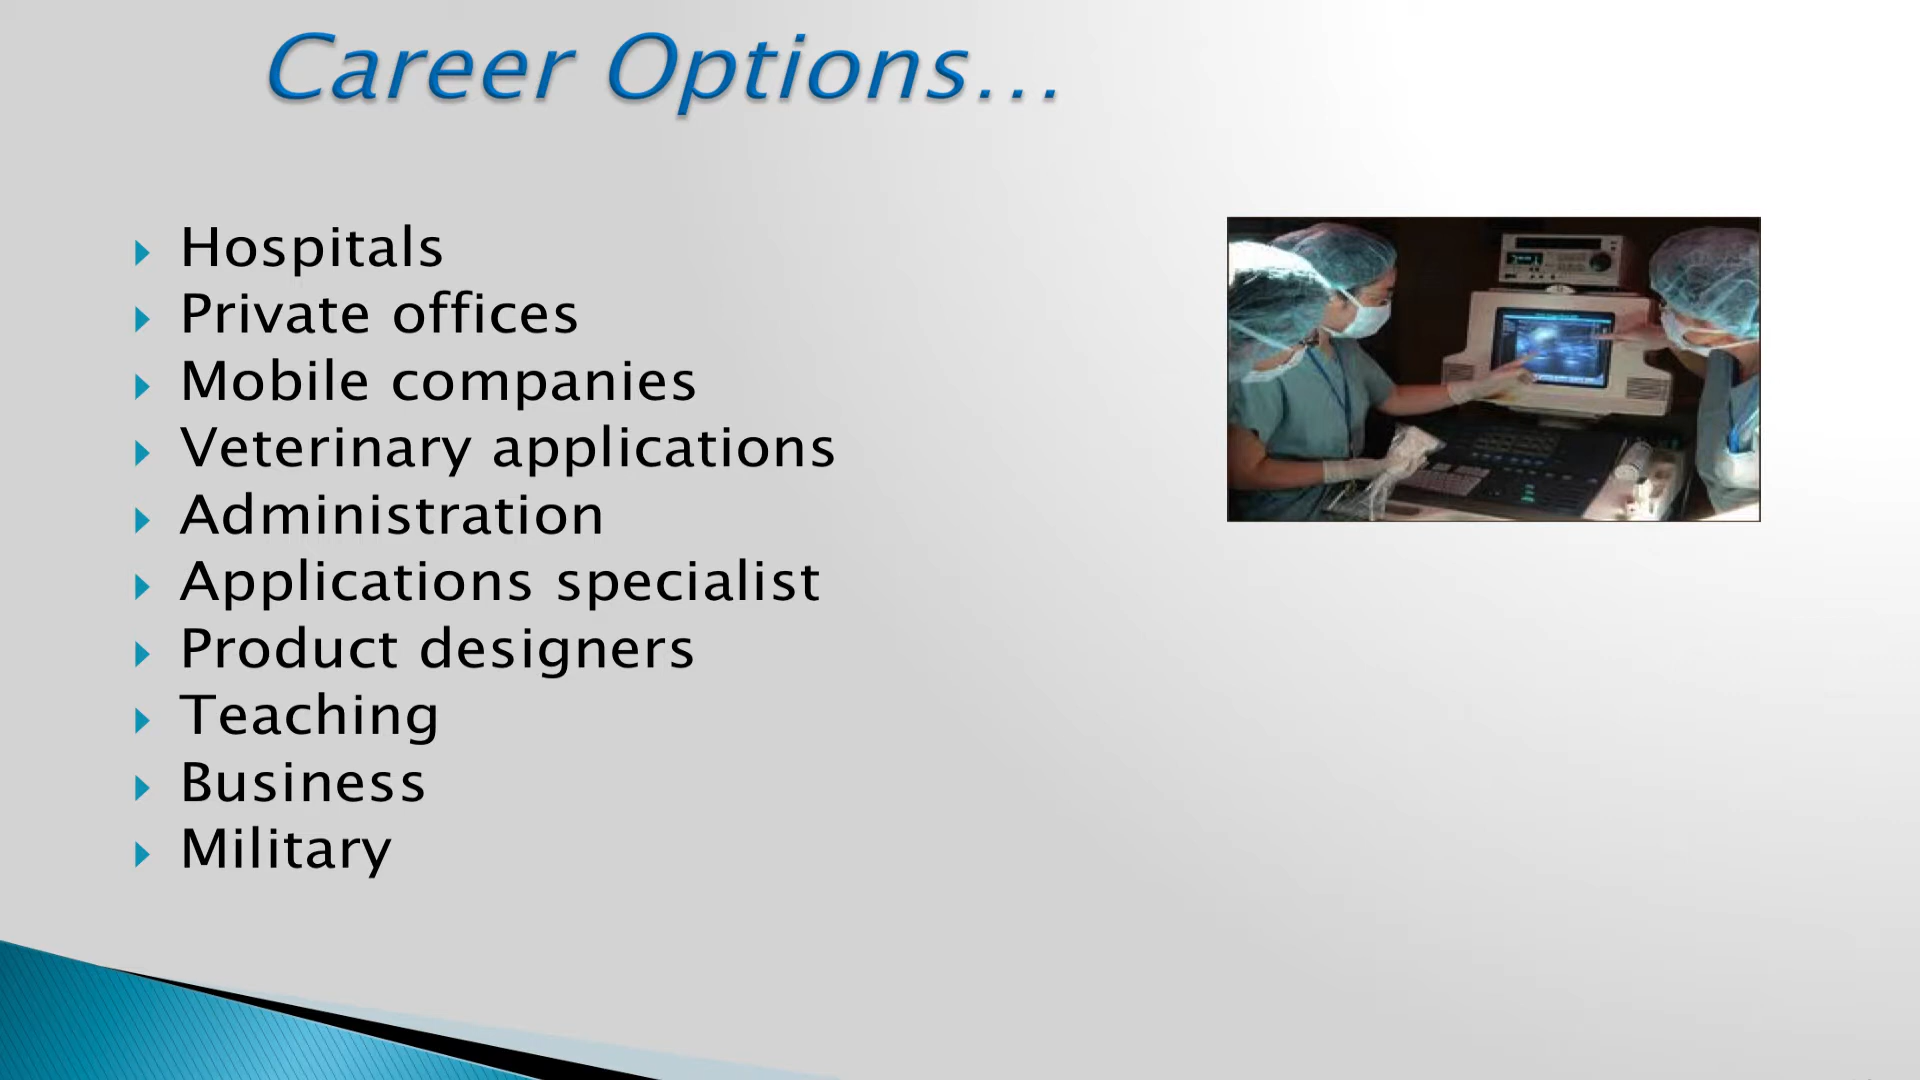 Career Options...
Hospitals
Private offices
Mobile companies
Veterinary applications
Administration
Applications specialist
Product designers
Teaching
Business
Military